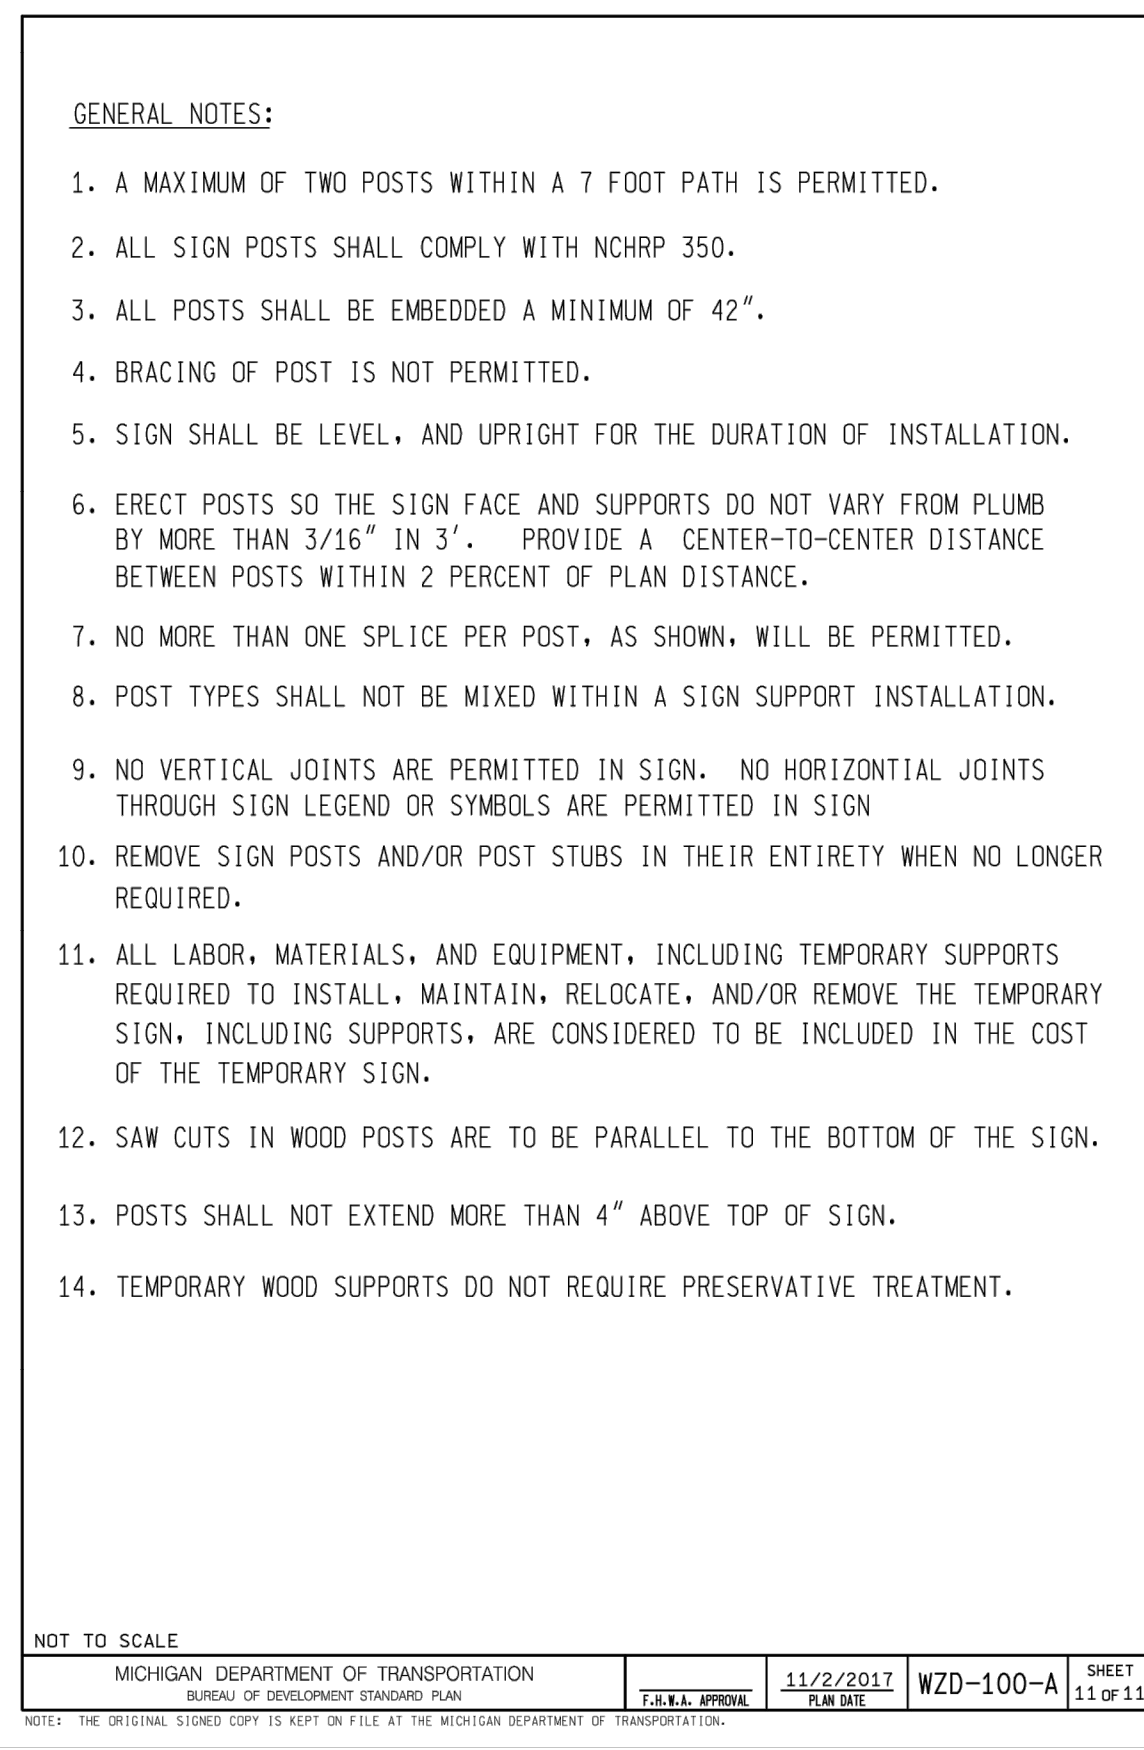 GENERAL NOTES:
1. A MAXIMUM OF TWO POSTS WITHIN A 7 FOOT PATH IS PERMITTED.
2. ALL SIGN POSTS SHALL COMPLY WITH NCHRP 350.
3. ALL POSTS SHALL BE EMBEDDED A MINIMUM OF 42".
4. BRACING OF POST IS NOT PERMITTED.
5. SIGN SHALL BE LEVEL, AND UPRIGHT FOR THE DURATION OF INSTALLATION.
6. ERECT POSTS SO THE SIGN FACE AND SUPPORTS DO NOT VARY FROM PLUMB
BY MORE THAN 3/16" IN 3'. PROVIDE A CENTER-TO-CENTER DISTANCE
BETWEEN POSTS WITHIN 2 PERCENT OF PLAN DISTANCE.
7. NO MORE THAN ONE SPLICE PER POST, AS SHOWN, WILL BE PERMITTED.
8. POST TYPES SHALL NOT BE MIXED WITHIN A SIGN SUPPORT INSTALLATION.
9. NO VERTICAL JOINTS ARE PERMITTED IN SIGN. NO HORIZONTIAL JOINTS
THROUGH SIGN LEGEND OR SYMBOLS ARE PERMITTED IN SIGN
10. REMOVE SIGN POSTS AND/OR POST STUBS IN THEIR ENTIRETY WHEN NO LONGER
REQUIRED.
11. ALL LABOR, MATERIALS, AND EQUIPMENT, INCLUDING TEMPORARY SUPPORTS
REQUIRED TO INSTALL, MAINTAIN, RELOCATE, AND/OR REMOVE THE TEMPORARY
SIGN, INCLUDING SUPPORTS, ARE CONSIDERED TO BE INCLUDED IN THE COST
OF THE TEMPORARY SIGN.
12. SAW CUTS IN WOOD POSTS ARE TO BE PARALLEL TO THE BOTTOM OF THE SIGN.
13. POSTS SHALL NOT EXTEND MORE THAN 4" ABOVE TOP OF SIGN.
14. TEMPORARY WOOD SUPPORTS DO NOT REQUIRE PRESERVATIVE TREATMENT.
NOT TO SCALE
MICHIGAN DEPARTMENT OF TRANSPORTATION
BUREAU OF DEVELOPMENT STANDARD PLAN
F.H.W.A. APPROVAL
11/2/2017
PLAN DATE
WZD-100-A
SHEET
11 OF 11
NOTE: THE ORIGINAL SIGNED COPY IS KEPT ON FILE AT THE MICHIGAN DEPARTMENT OF TRANSPORTATION.